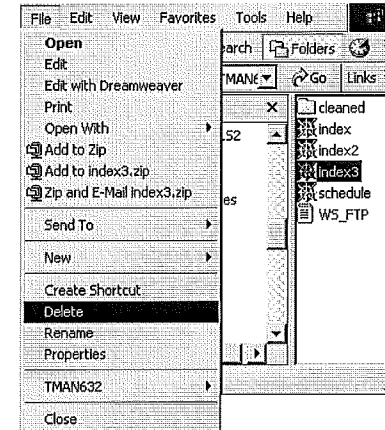 File Edit View Favorites Tools Help
Open
Edit
Edit with Dreamweaver
Print
Open With
Add to Zip
Add to index3.zip
Zip and E-Mail index3.zip
Send To
New
Create Shortcut
Delete
Rename
Properties
TMAN632
Close
Folders
Go Links
cleaned
index
index2
index3
schedule
WS_FTP